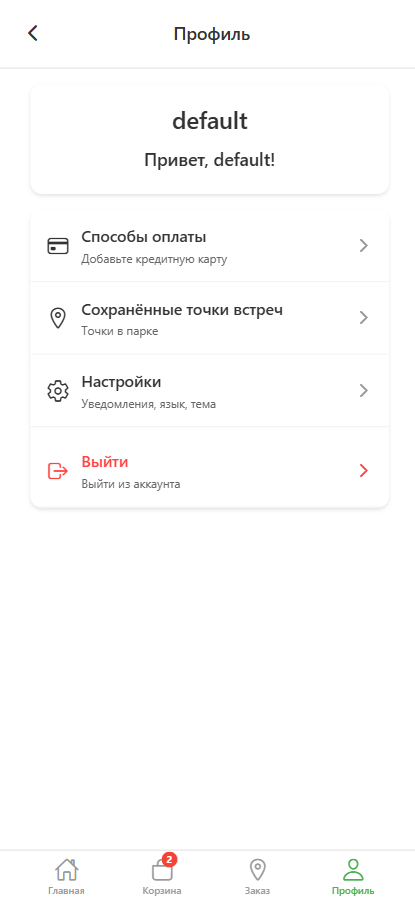 Профиль
default
Привет, default!
Способы оплаты
Добавьте кредитную карту
Сохранённые точки встреч
Точки в парке
Настройки
Уведомления, язык, тема
Выйти
Выйти из аккаунта
2
Главная
Корзина
Заказ
Профиль